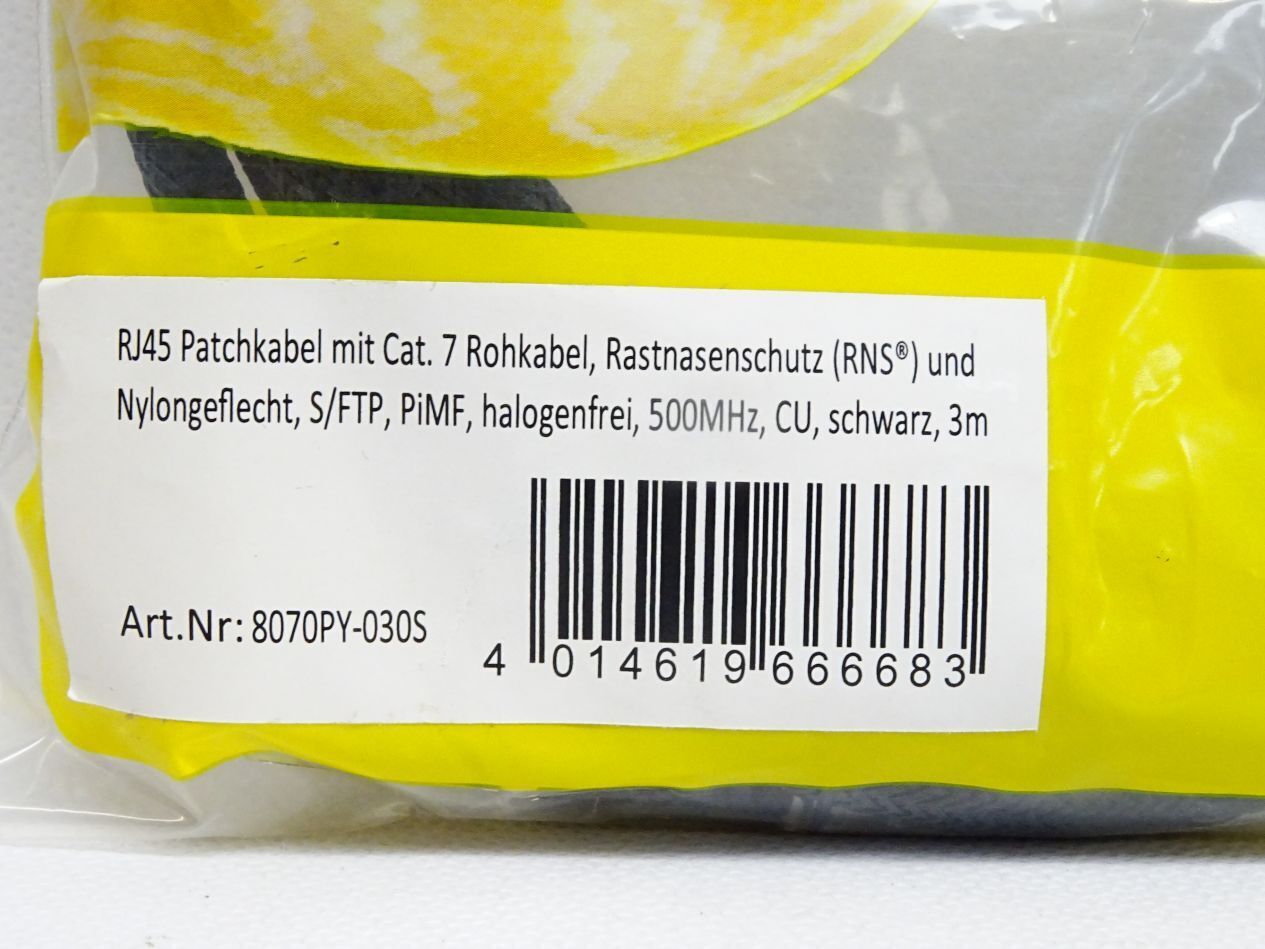 RJ45 Patchkabel mit Cat. 7 Rohkabel, Rastnasenschutz (RNS®) und
Nylongeflecht, S/FTP, PiMF, halogenfrei, 500MHz, CU, schwarz, 3m
Art.Nr: 8070PY-030S
4 014619 666683